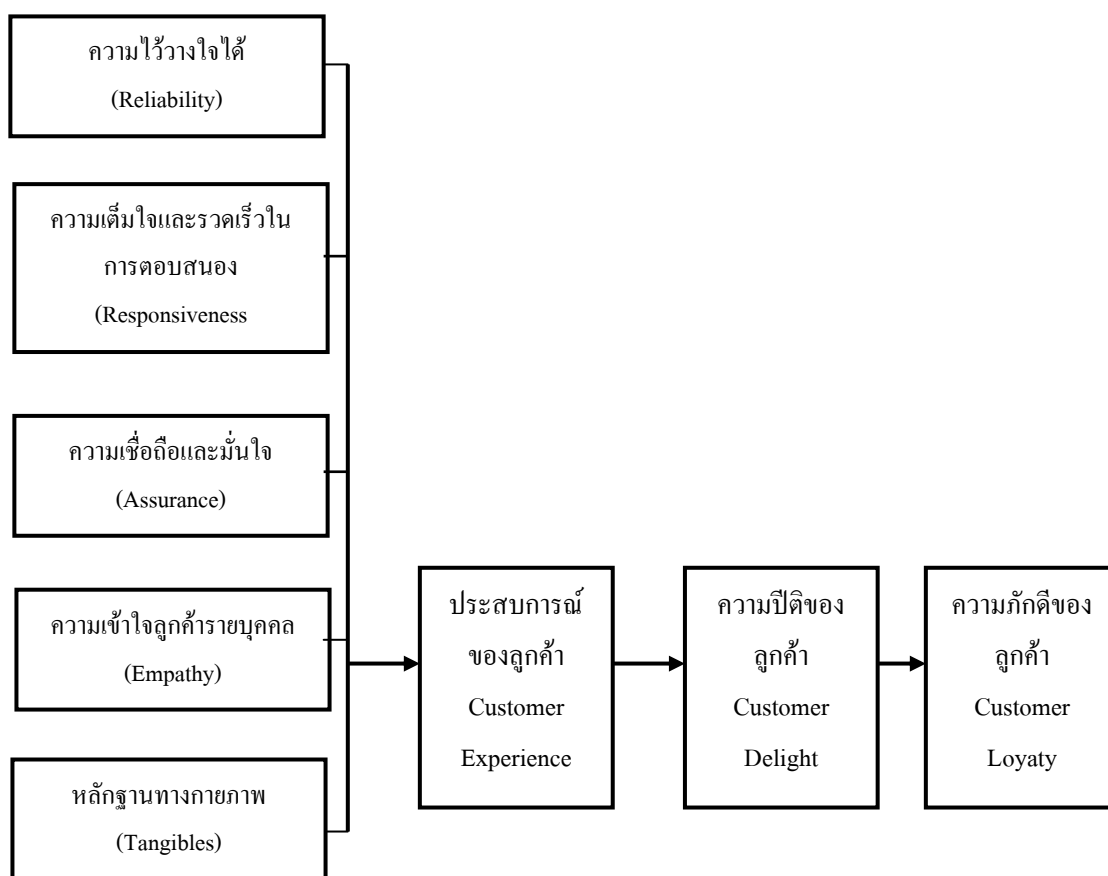 ความไว้วางใจได้
(Reliability)
ความเต็มใจและรวดเร็วใน
การตอบสนอง
(Responsiveness
ความเชื่อถือและมั่นใจ
(Assurance)
ความเข้าใจลูกค้ารายบุคคล
(Empathy)
หลักฐานทางกายภาพ
(Tangibles)
ประสบการณ์
ของลูกค้า
Customer
Experience
ความปีติของ
ลูกค้า
Customer
Delight
ความภักดีของ
ลูกค้า
Customer
Loyaty